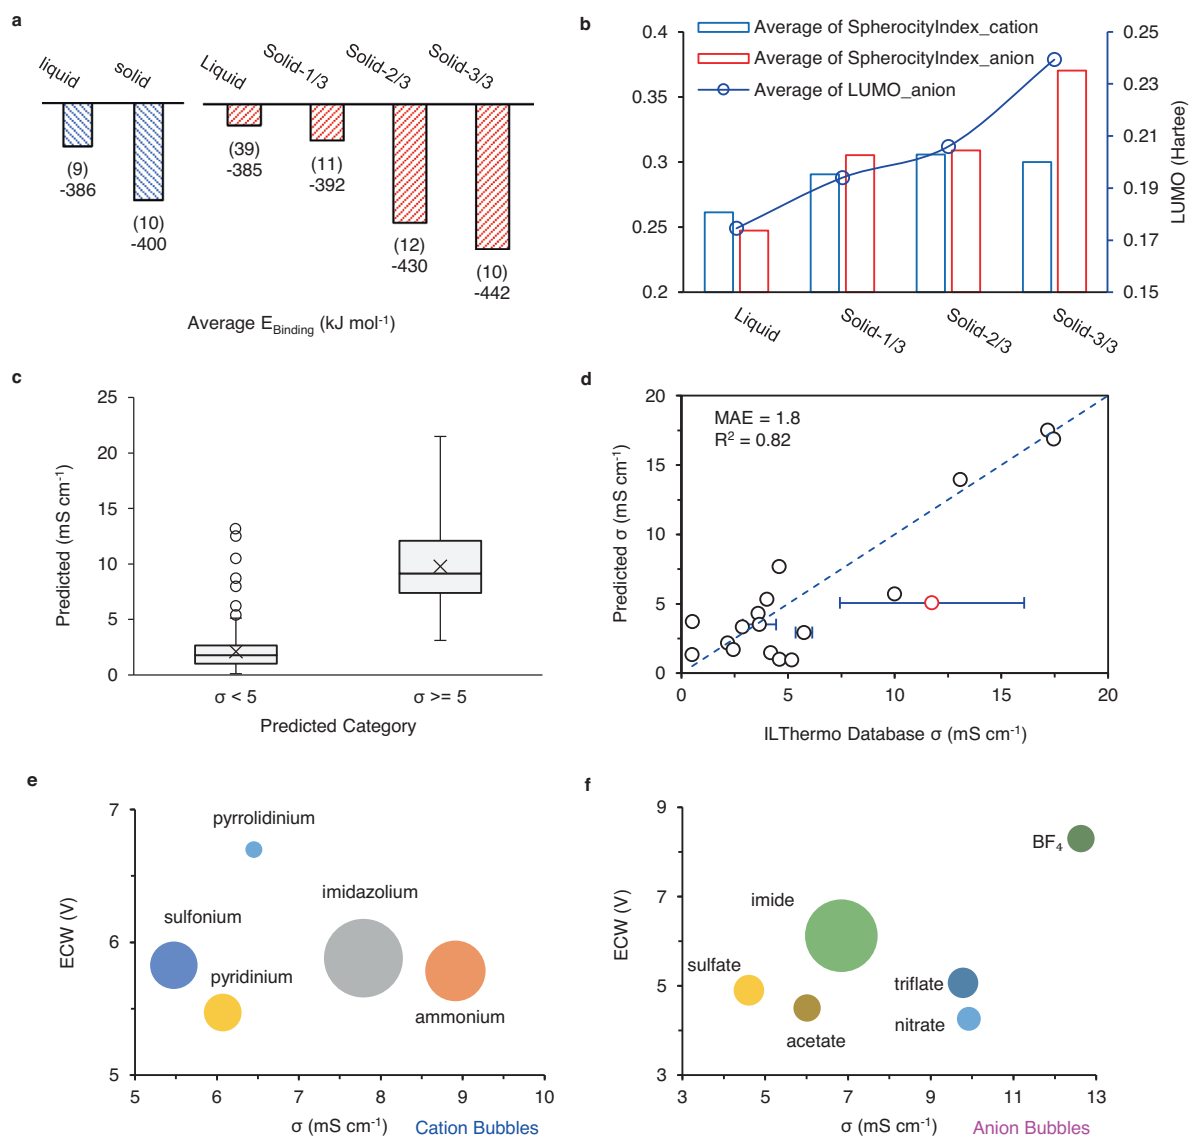 a
liquid
solid
Liquid
Solid-1/3
Solid-2/3
Solid-3/3
(9)
-386
(10)
-400
(39)
-385
(11)
-392
(12)
-430
(10)
-442
Average E_Binding (kJ mol⁻¹)
b
Average of SpherocityIndex_cation
Average of SpherocityIndex_anion
Average of LUMO_anion
0.4
0.35
0.3
0.25
0.2
0.25
0.23
0.21
0.19
0.17
0.15
LUMO (Hartee)
Liquid
Solid-1/3
Solid-2/3
Solid-3/3
c
Predicted (mS cm⁻¹)
25
20
15
10
5
0
σ < 5
σ >= 5
Predicted Category
d
MAE = 1.8
R² = 0.82
Predicted σ (mS cm⁻¹)
20
15
10
5
0
0
5
10
15
20
ILThermo Database σ (mS cm⁻¹)
e
ECW (V)
7
6
5
pyrrolidinium
imidazolium
sulfonium
pyridinium
ammonium
5
6
7
8
9
10
σ (mS cm⁻¹)
Cation Bubbles
f
ECW (V)
9
7
5
3
BF₄
imide
sulfate
triflate
nitrate
acetate
3
5
7
9
11
13
σ (mS cm⁻¹)
Anion Bubbles